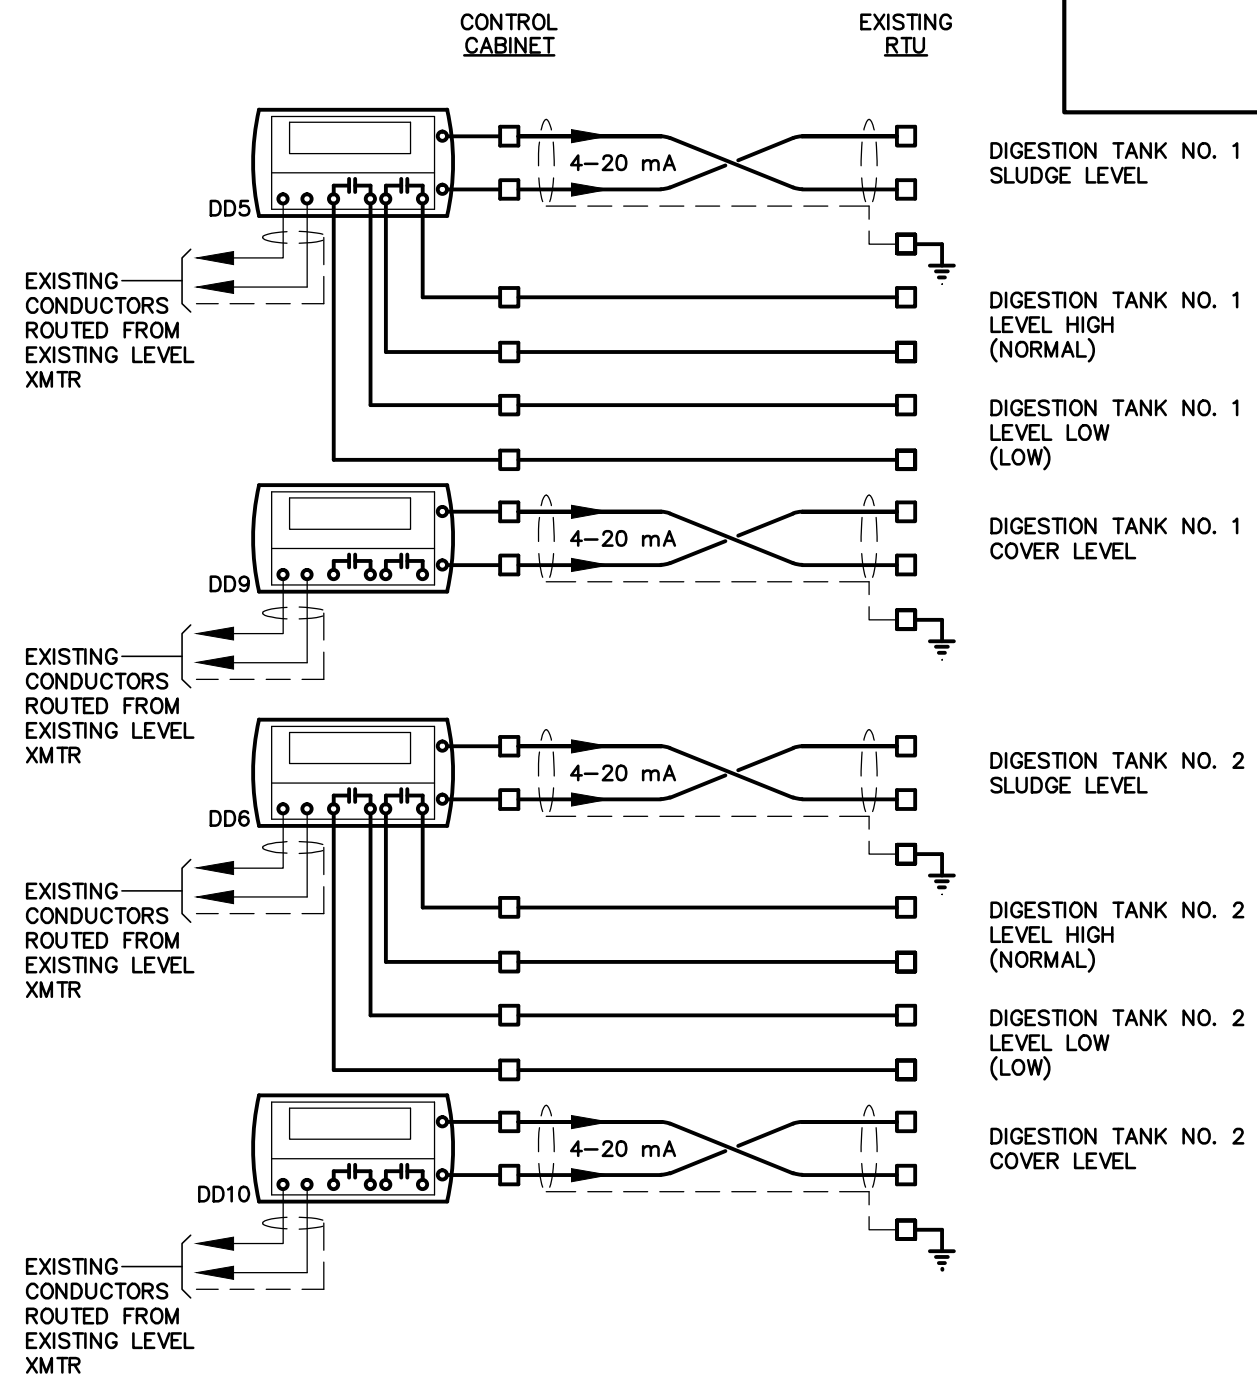 CONTROL
CABINET
EXISTING
RTU
4-20 mA
DIGESTION TANK NO. 1
SLUDGE LEVEL
DD5
EXISTING
CONDUCTORS
ROUTED FROM
EXISTING LEVEL
XMTR
DIGESTION TANK NO. 1
LEVEL HIGH
(NORMAL)
DIGESTION TANK NO. 1
LEVEL LOW
(LOW)
4-20 mA
DIGESTION TANK NO. 1
COVER LEVEL
DD9
EXISTING
CONDUCTORS
ROUTED FROM
EXISTING LEVEL
XMTR
4-20 mA
DIGESTION TANK NO. 2
SLUDGE LEVEL
DD6
EXISTING
CONDUCTORS
ROUTED FROM
EXISTING LEVEL
XMTR
DIGESTION TANK NO. 2
LEVEL HIGH
(NORMAL)
DIGESTION TANK NO. 2
LEVEL LOW
(LOW)
4-20 mA
DIGESTION TANK NO. 2
COVER LEVEL
DD10
EXISTING
CONDUCTORS
ROUTED FROM
EXISTING LEVEL
XMTR